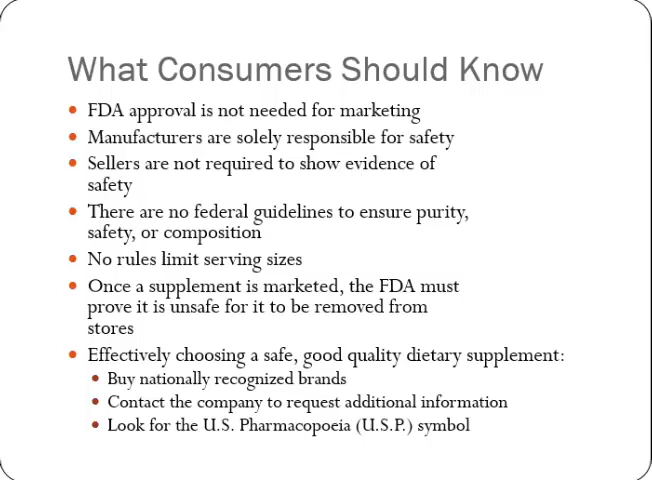 What Consumers Should Know
• FDA approval is not needed for marketing
• Manufacturers are solely responsible for safety
• Sellers are not required to show evidence of
safety
• There are no federal guidelines to ensure purity,
safety, or composition
• No rules limit serving sizes
• Once a supplement is marketed, the FDA must
prove it is unsafe for it to be removed from
stores
• Effectively choosing a safe, good quality dietary supplement:
• Buy nationally recognized brands
• Contact the company to request additional information
• Look for the U.S. Pharmacopoeia (U.S.P.) symbol